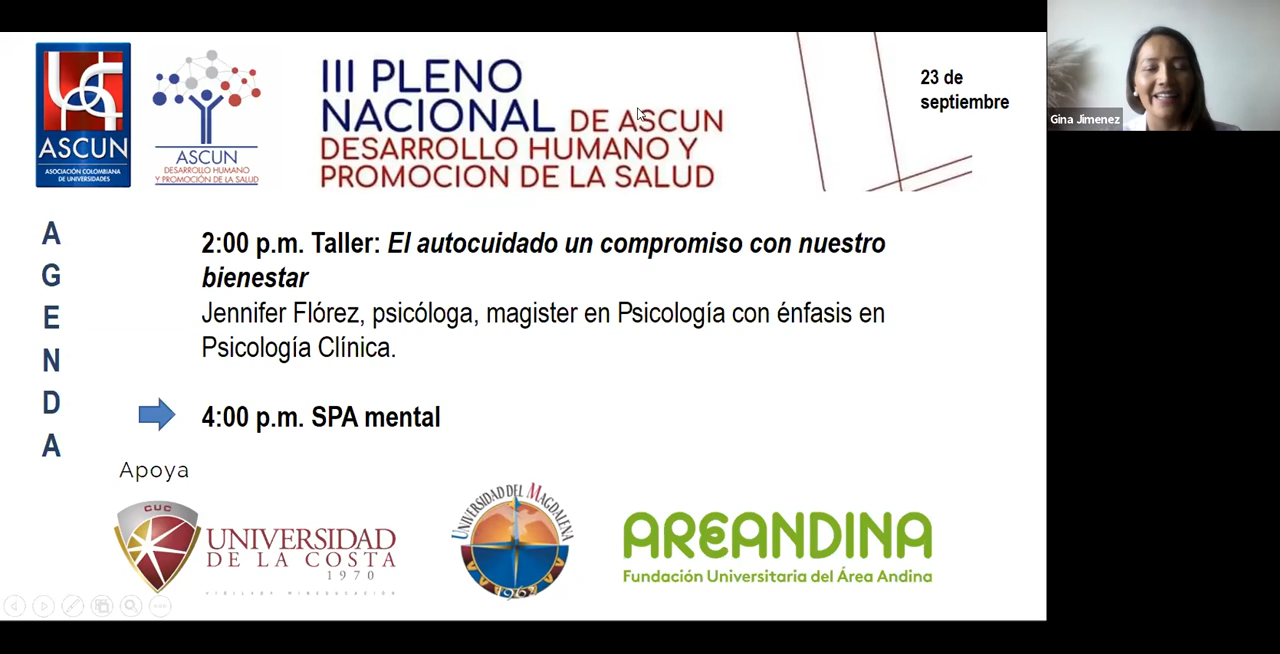 ASCUN
ASOCIACIÓN COLOMBIANA
DE UNIVERSIDADES
ASCUN
DESARROLLO HUMANO
Y PROMOCIÓN DE LA SALUD
III PLENO
NACIONAL DE ASCUN
DESARROLLO HUMANO Y
PROMOCION DE LA SALUD
23 de
septiembre
Gina Jimenez
A
G
E
N
D
A
2:00 p.m. Taller: El autocuidado un compromiso con nuestro
bienestar
Jennifer Flórez, psicóloga, magister en Psicología con énfasis en
Psicología Clínica.
4:00 p.m. SPA mental
Apoya
CUC
UNIVERSIDAD
DE LA COSTA
1970
VIGILADA MINEDUCACIÓN
UNIVERSIDAD DEL MAGDALENA
AREANDINA
Fundación Universitaria del Área Andina